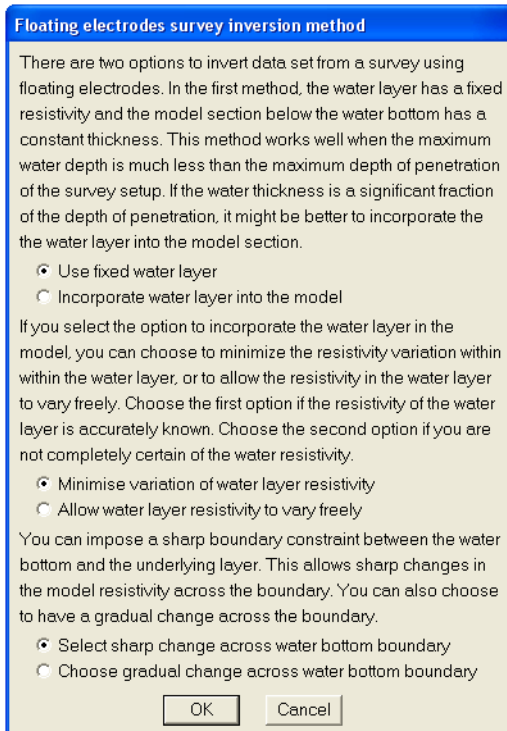 Floating electrodes survey inversion method
There are two options to invert data set from a survey using
floating electrodes. In the first method, the water layer has a fixed
resistivity and the model section below the water bottom has a
constant thickness. This method works well when the maximum
water depth is much less than the maximum depth of penetration
of the survey setup. If the water thickness is a significant fraction
of the depth of penetration, it might be better to incorporate the
the water layer into the model section.
Use fixed water layer
Incorporate water layer into the model
If you select the option to incorporate the water layer in the
model, you can choose to minimize the resistivity variation within
within the water layer, or to allow the resistivity in the water layer
to vary freely. Choose the first option if the resistivity of the water
layer is accurately known. Choose the second option if you are
not completely certain of the water resistivity.
Minimise variation of water layer resistivity
Allow water layer resistivity to vary freely
You can impose a sharp boundary constraint between the water
bottom and the underlying layer. This allows sharp changes in
the model resistivity across the boundary. You can also choose
to have a gradual change across the boundary.
Select sharp change across water bottom boundary
Choose gradual change across water bottom boundary
OK Cancel